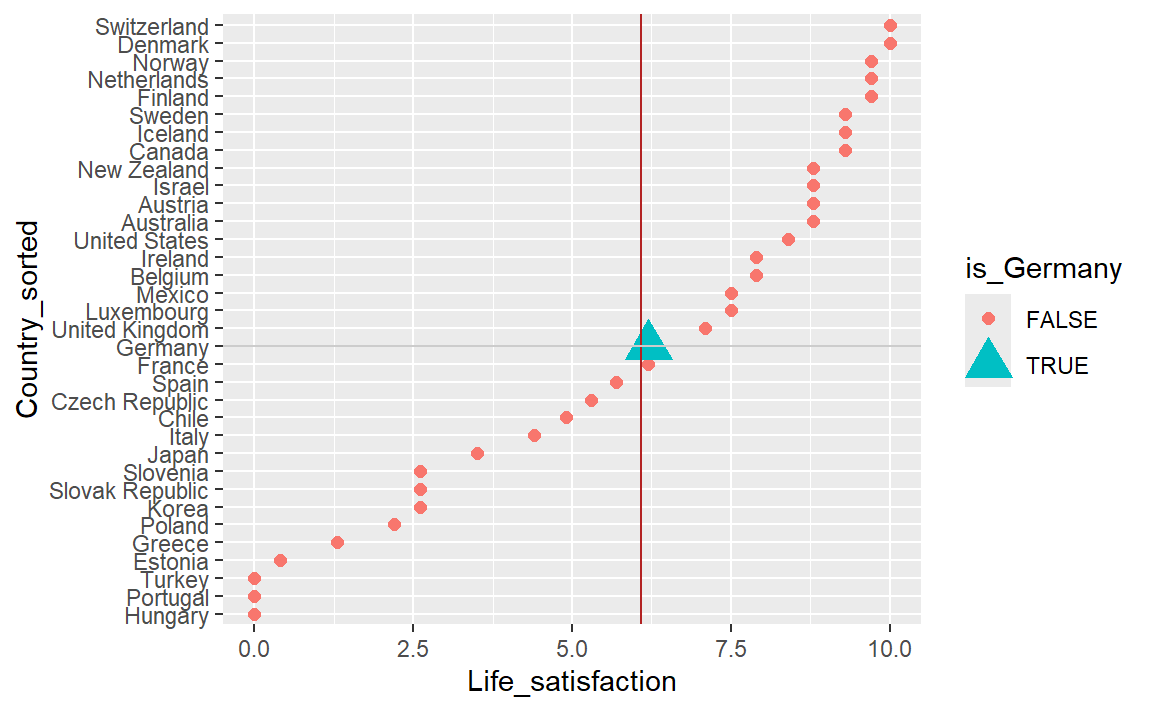 Switzerland
Denmark
Norway
Netherlands
Finland
Sweden
Iceland
Canada
New Zealand
Israel
Austria
Australia
United States
Ireland
Belgium
Mexico
Luxembourg
United Kingdom
Germany
France
Spain
Czech Republic
Chile
Italy
Japan
Slovenia
Slovak Republic
Korea
Poland
Greece
Estonia
Turkey
Portugal
Hungary
Country_sorted
0.0 2.5 5.0 7.5 10.0
Life_satisfaction
is_Germany
FALSE
TRUE